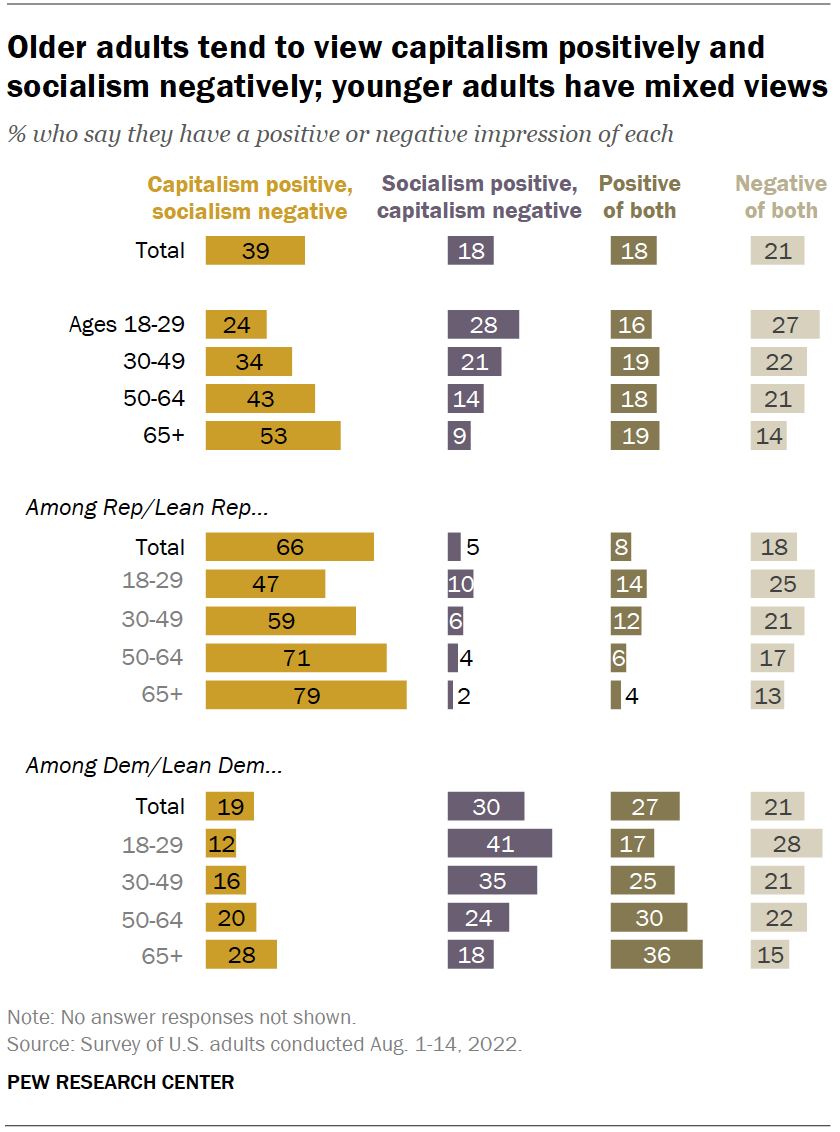 Older adults tend to view capitalism positively and
socialism negatively; younger adults have mixed views
% who say they have a positive or negative impression of each
Capitalism positive, socialism negative
Socialism positive, capitalism negative
Positive of both
Negative of both
Total 39 18 18 21
Ages 18-29 24 28 16 27
30-49 34 21 19 22
50-64 43 14 18 21
65+ 53 9 19 14
Among Rep/Lean Rep...
Total 66 5 8 18
18-29 47 10 14 25
30-49 59 6 12 21
50-64 71 4 6 17
65+ 79 2 4 13
Among Dem/Lean Dem...
Total 19 30 27 21
18-29 12 41 17 28
30-49 16 35 25 21
50-64 20 24 30 22
65+ 28 18 36 15
Note: No answer responses not shown.
Source: Survey of U.S. adults conducted Aug. 1-14, 2022.
PEW RESEARCH CENTER